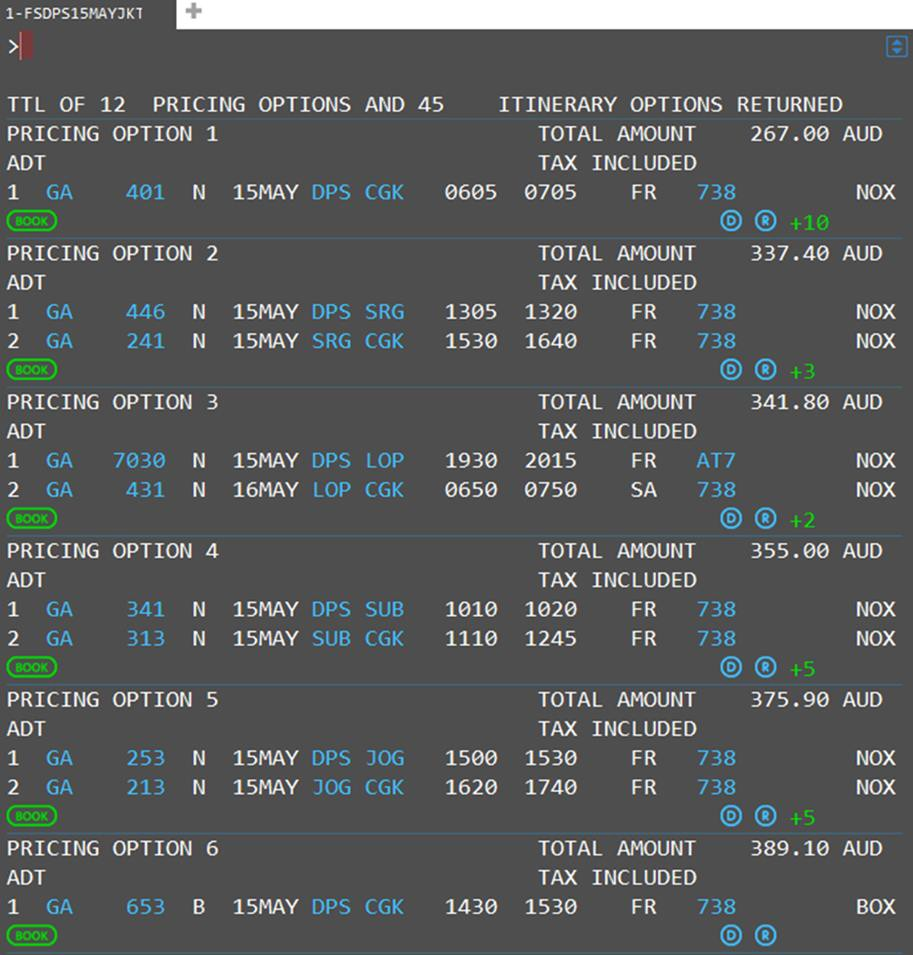 1-FSDPS15MAYJKT
>
TTL OF 12 PRICING OPTIONS AND 45 ITINERARY OPTIONS RETURNED
PRICING OPTION 1 TOTAL AMOUNT 267.00 AUD
ADT TAX INCLUDED
1 GA 401 N 15MAY DPS CGK 0605 0705 FR 738 NOX
BOOK D R +10
PRICING OPTION 2 TOTAL AMOUNT 337.40 AUD
ADT TAX INCLUDED
1 GA 446 N 15MAY DPS SRG 1305 1320 FR 738 NOX
2 GA 241 N 15MAY SRG CGK 1530 1640 FR 738 NOX
BOOK D R +3
PRICING OPTION 3 TOTAL AMOUNT 341.80 AUD
ADT TAX INCLUDED
1 GA 7030 N 15MAY DPS LOP 1930 2015 FR AT7 NOX
2 GA 431 N 16MAY LOP CGK 0650 0750 SA 738 NOX
BOOK D R +2
PRICING OPTION 4 TOTAL AMOUNT 355.00 AUD
ADT TAX INCLUDED
1 GA 341 N 15MAY DPS SUB 1010 1020 FR 738 NOX
2 GA 313 N 15MAY SUB CGK 1110 1245 FR 738 NOX
BOOK D R +5
PRICING OPTION 5 TOTAL AMOUNT 375.90 AUD
ADT TAX INCLUDED
1 GA 253 N 15MAY DPS JOG 1500 1530 FR 738 NOX
2 GA 213 N 15MAY JOG CGK 1620 1740 FR 738 NOX
BOOK D R +5
PRICING OPTION 6 TOTAL AMOUNT 389.10 AUD
ADT TAX INCLUDED
1 GA 653 B 15MAY DPS CGK 1430 1530 FR 738 BOX
BOOK D R